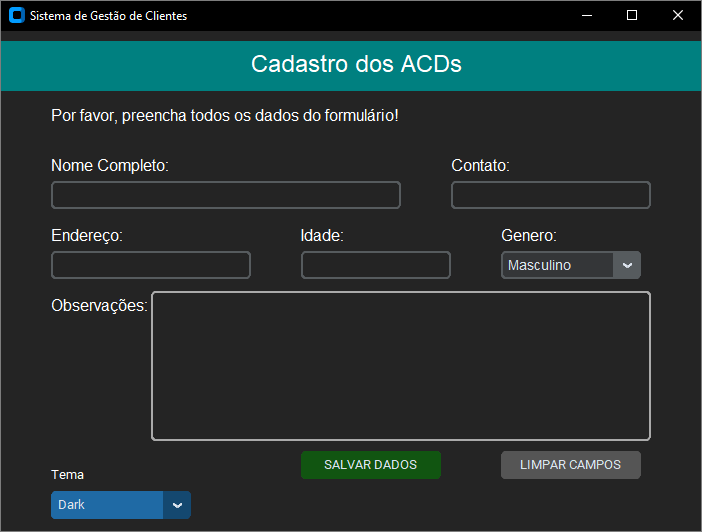 Sistema de Gestão de Clientes
Cadastro dos ACDs
Por favor, preencha todos os dados do formulário!
Nome Completo: Contato:
Endereço: Idade: Genero:
Masculino
Observações:
SALVAR DADOS LIMPAR CAMPOS
Tema
Dark